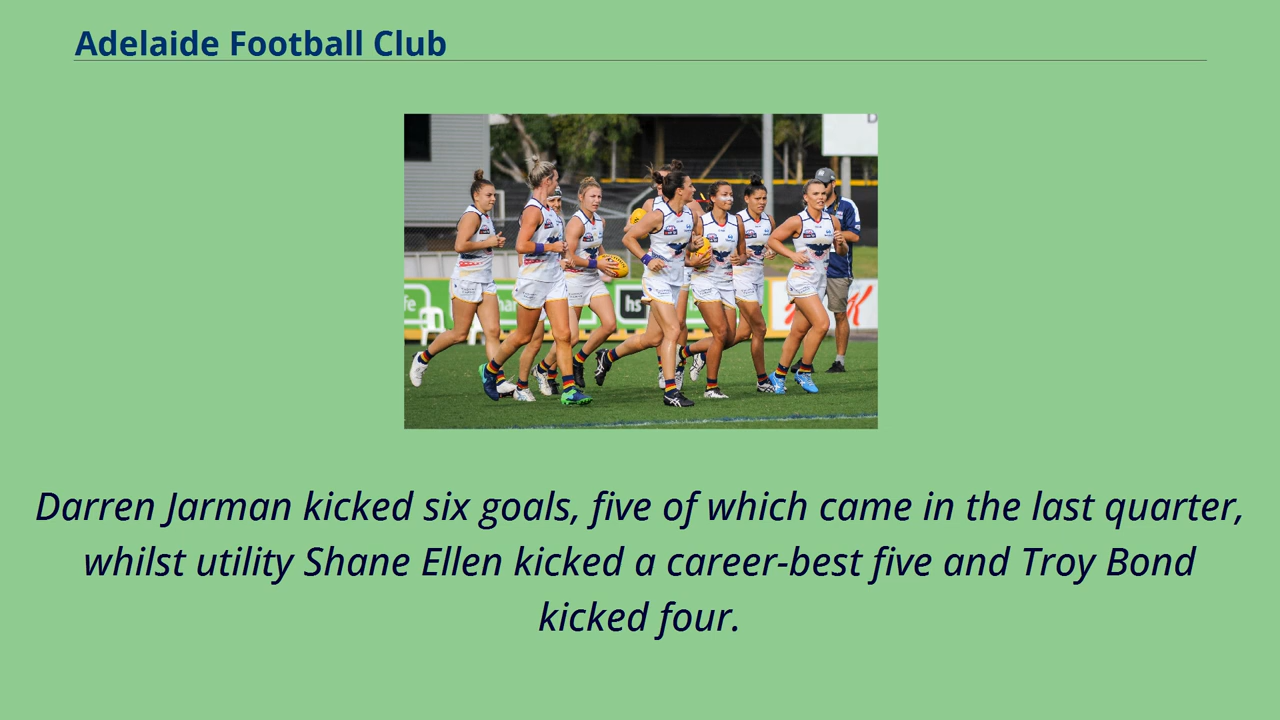 Adelaide Football Club
hs
Darren Jarman kicked six goals, five of which came in the last quarter,
whilst utility Shane Ellen kicked a career-best five and Troy Bond
kicked four.